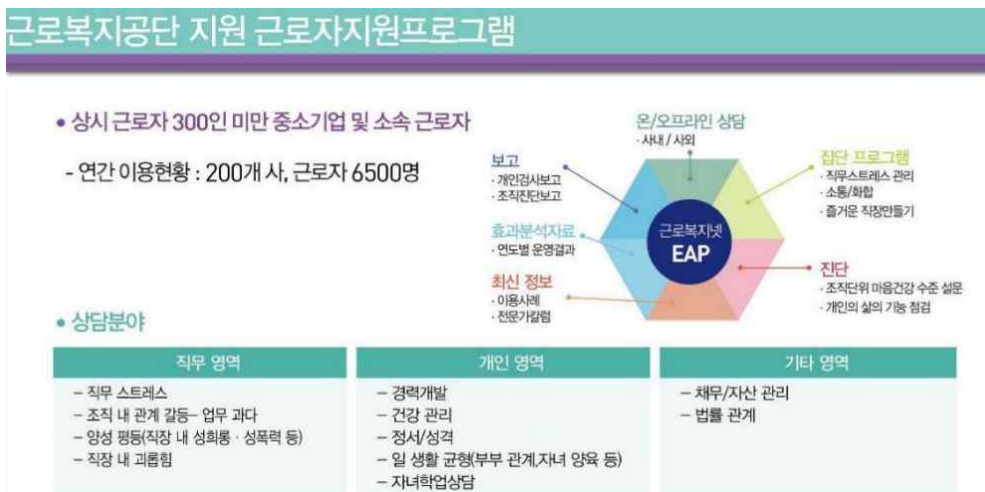 근로복지공단 지원 근로자지원프로그램
• 상시 근로자 300인 미만 중소기업 및 소속 근로자
- 연간 이용현황 : 200개 사, 근로자 6500명
온/오프라인 상담
· 사내 / 사외
보고
· 개인검사보고
· 조직진단보고
집단 프로그램
· 직무스트레스 관리
· 소통/화합
· 즐거운 직장만들기
효과분석자료
· 연도별 운영결과
근로복지넷
EAP
최신 정보
· 이용사례
· 전문가칼럼
진단
· 조직단위 마음건강 수준 설문
· 개인의 삶의 기능 점검
• 상담분야
직무 영역
– 직무 스트레스
– 조직 내 관계 갈등– 업무 과다
– 양성 평등(직장 내 성희롱 · 성폭력 등)
– 직장 내 괴롭힘
개인 영역
– 경력개발
– 건강 관리
– 정서/성격
– 일 생활 균형(부부 관계,자녀 양육 등)
– 자녀학업상담
기타 영역
– 채무/자산 관리
– 법률 관계